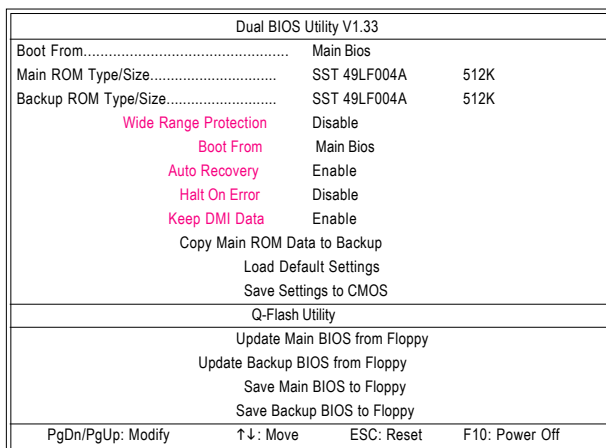 Dual BIOS Utility V1.33
Boot From................................................. Main Bios
Main ROM Type/Size.............................. SST 49LF004A 512K
Backup ROM Type/Size.......................... SST 49LF004A 512K
Wide Range Protection Disable
Boot From Main Bios
Auto Recovery Enable
Halt On Error Disable
Keep DMI Data Enable
Copy Main ROM Data to Backup
Load Default Settings
Save Settings to CMOS
Q-Flash Utility
Update Main BIOS from Floppy
Update Backup BIOS from Floppy
Save Main BIOS to Floppy
Save Backup BIOS to Floppy
PgDn/PgUp: Modify ↑↓: Move ESC: Reset F10: Power Off